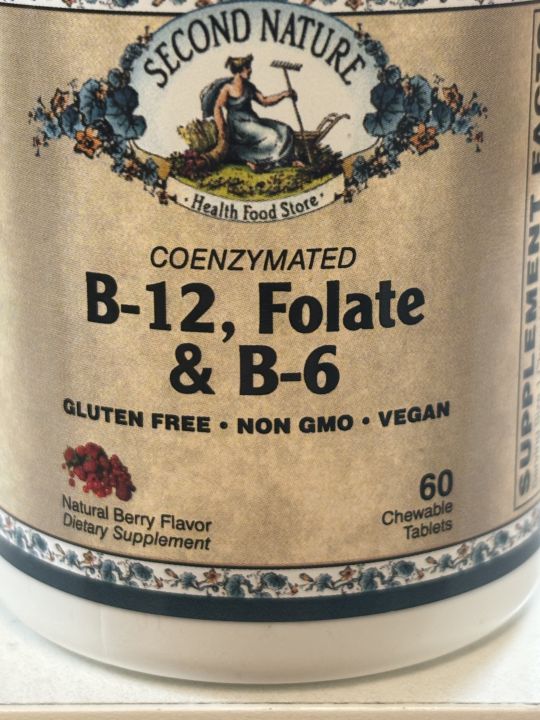 SECOND NATURE
• Health Food Store •
COENZYMATED
B-12, Folate
& B-6
GLUTEN FREE • NON GMO • VEGAN
Natural Berry Flavor
Dietary Supplement
60
Chewable
Tablets
SUPPLEMENT FACTS